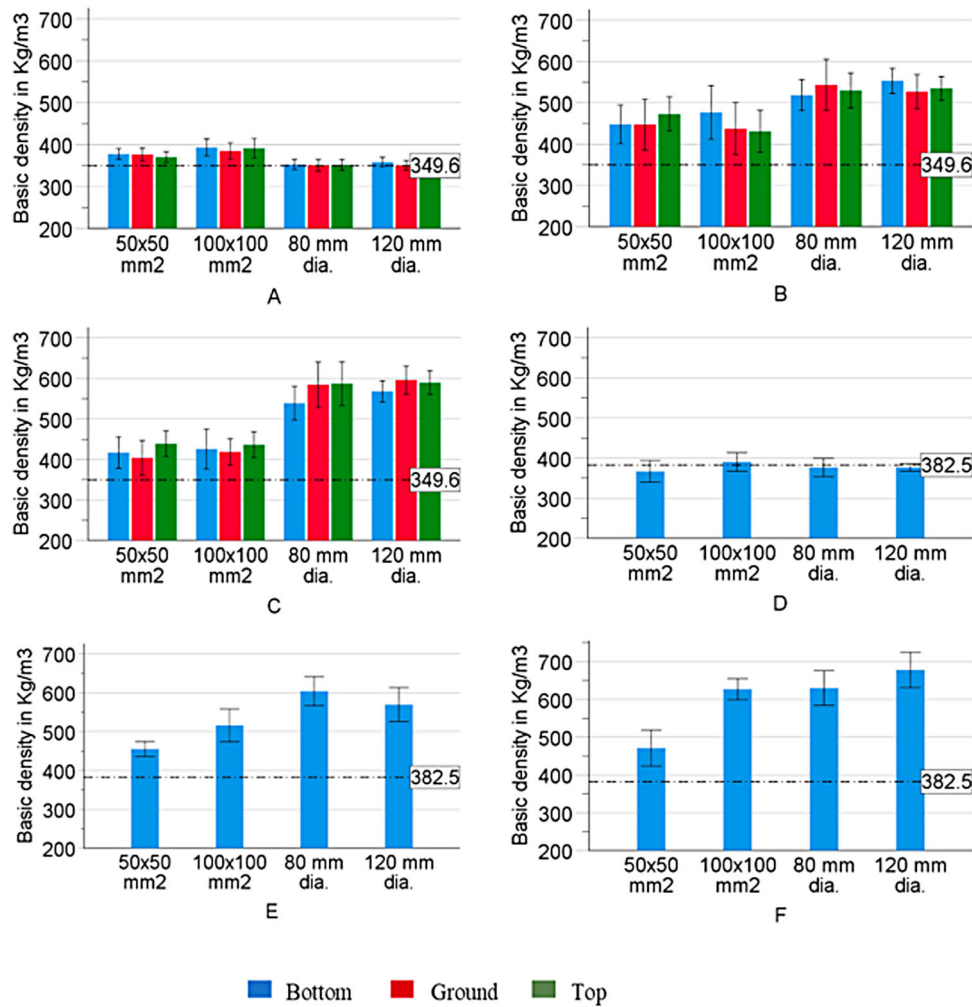 Basic density in Kg/m3
700
600
500
400
300
200
349.6
50x50 mm2
100x100 mm2
80 mm dia.
120 mm dia.
A
Basic density in Kg/m3
700
600
500
400
300
200
349.6
50x50 mm2
100x100 mm2
80 mm dia.
120 mm dia.
B
Basic density in Kg/m3
700
600
500
400
300
200
349.6
50x50 mm2
100x100 mm2
80 mm dia.
120 mm dia.
C
Basic density in Kg/m3
700
600
500
400
300
200
382.5
50x50 mm2
100x100 mm2
80 mm dia.
120 mm dia.
D
Basic density in Kg/m3
700
600
500
400
300
200
382.5
50x50 mm2
100x100 mm2
80 mm dia.
120 mm dia.
E
Basic density in Kg/m3
700
600
500
400
300
200
382.5
50x50 mm2
100x100 mm2
80 mm dia.
120 mm dia.
F
Bottom Ground Top